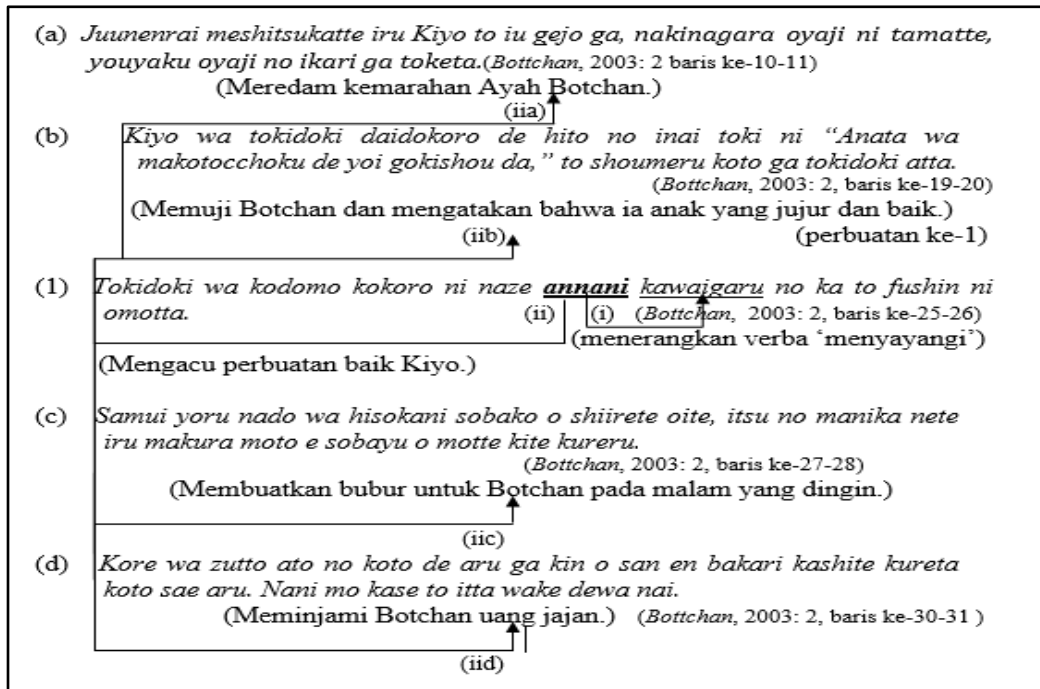 (a) Juunenrai meshitsukatte iru Kiyo to iu gejo ga, nakinagara oyaji ni tamatte,
youyaku oyaji no ikari ga toketa.(Bottchan, 2003: 2 baris ke-10-11)
(Meredam kemarahan Ayah Botchan.)
(iia)
(b) Kiyo wa tokidoki daidokoro de hito no inai toki ni “Anata wa
makotocchoku de yoi gokishou da,” to shoumeru koto ga tokidoki atta.
(Bottchan, 2003: 2, baris ke-19-20)
(Memuji Botchan dan mengatakan bahwa ia anak yang jujur dan baik.)
(iib) (perbuatan ke-1)
(1) Tokidoki wa kodomo kokoro ni naze annani kawaigaru no ka to fushin ni
omotta. (ii) (i) (Bottchan, 2003: 2, baris ke-25-26)
(menerangkan verba ‘menyayangi’)
(Mengacu perbuatan baik Kiyo.)
(c) Samui yoru nado wa hisokani sobako o shiirete oite, itsu no manika nete
iru makura moto e sobayu o motte kite kureru.
(Bottchan, 2003: 2, baris ke-27-28)
(Membuatkan bubur untuk Botchan pada malam yang dingin.)
(iic)
(d) Kore wa zutto ato no koto de aru ga kin o san en bakari kashite kureta
koto sae aru. Nani mo kase to itta wake dewa nai.
(Meminjami Botchan uang jajan.) (Bottchan, 2003: 2, baris ke-30-31 )
(iid)